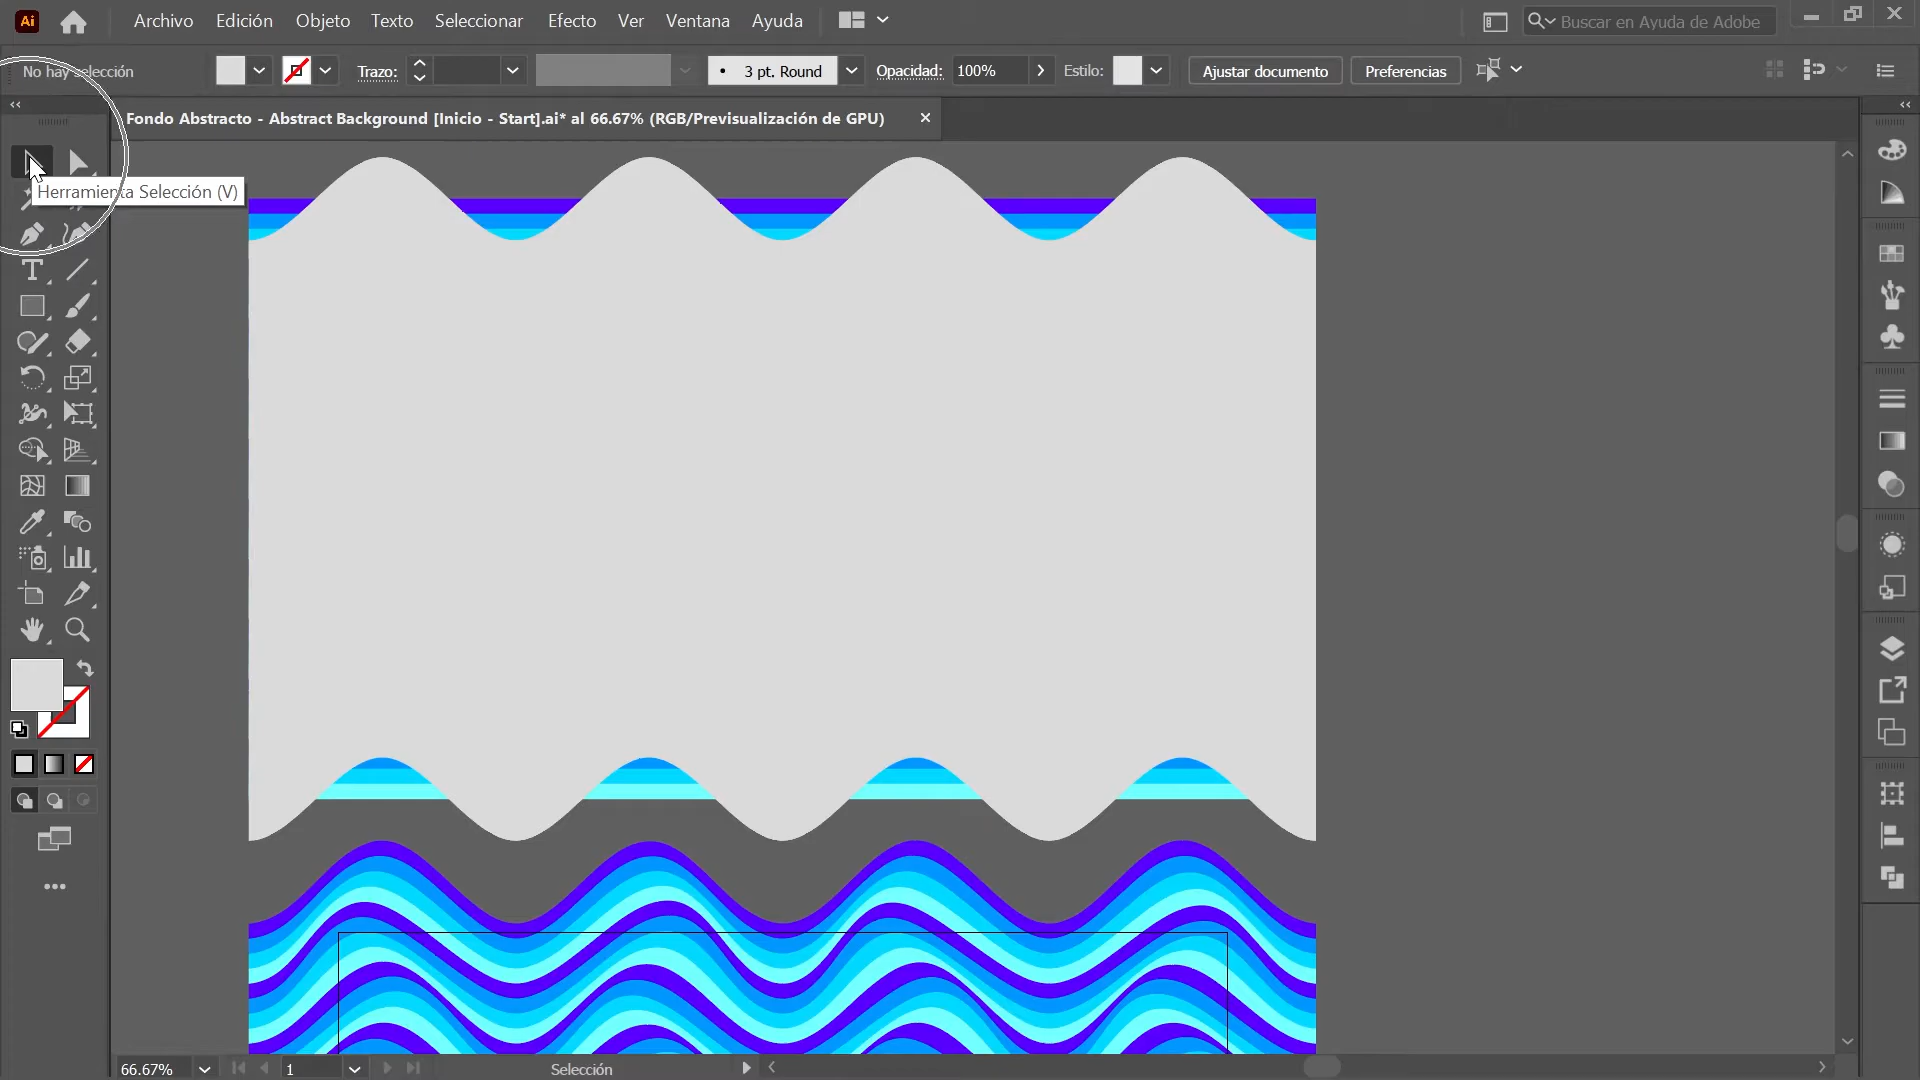 Ai
Archivo Edición Objeto Texto Seleccionar Efecto Ver Ventana Ayuda
Buscar en Ayuda de Adobe
No hay selección
Trazo:
3 pt. Round
Opacidad: 100%
Estilo:
Ajustar documento
Preferencias
Fondo Abstracto - Abstract Background [Inicio - Start].ai* al 66.67% (RGB/Previsualización de GPU)
Herramienta Selección (V)
66.67%
1
Selección